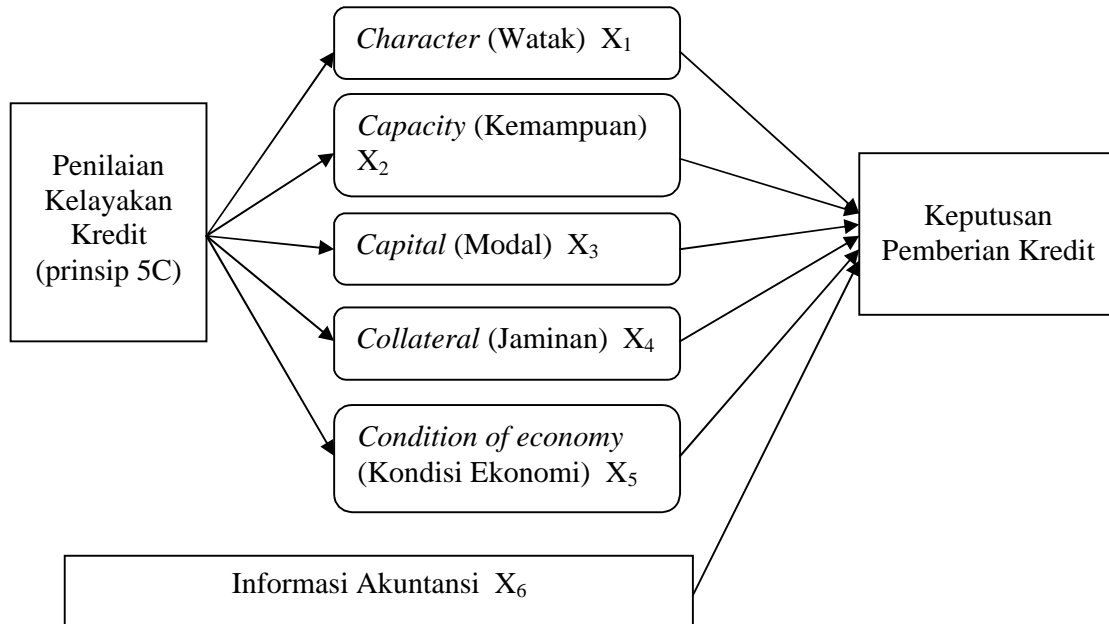 Penilaian
Kelayakan
Kredit
(prinsip 5C)
Character (Watak) X₁
Capacity (Kemampuan)
X₂
Capital (Modal) X₃
Collateral (Jaminan) X₄
Condition of economy
(Kondisi Ekonomi) X₅
Informasi Akuntansi X₆
Keputusan
Pemberian Kredit